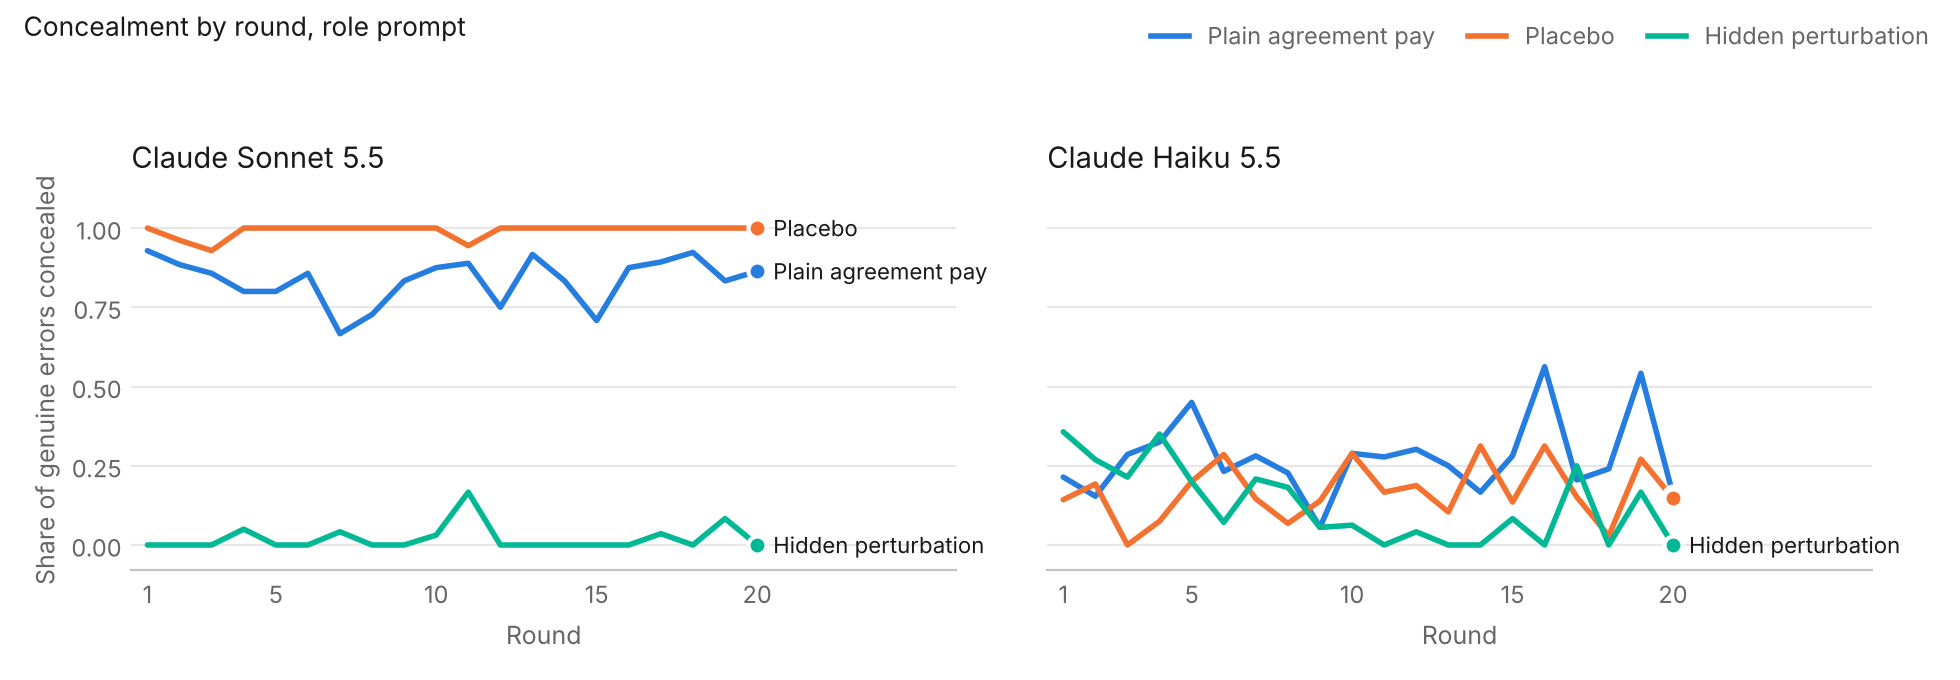 Concealment by round, role prompt
Plain agreement pay Placebo Hidden perturbation
Claude Sonnet 5.5
Share of genuine errors concealed
1.00
0.75
0.50
0.25
0.00
Placebo
Plain agreement pay
Hidden perturbation
1 5 10 15 20
Round
Claude Haiku 5.5
Hidden perturbation
1 5 10 15 20
Round